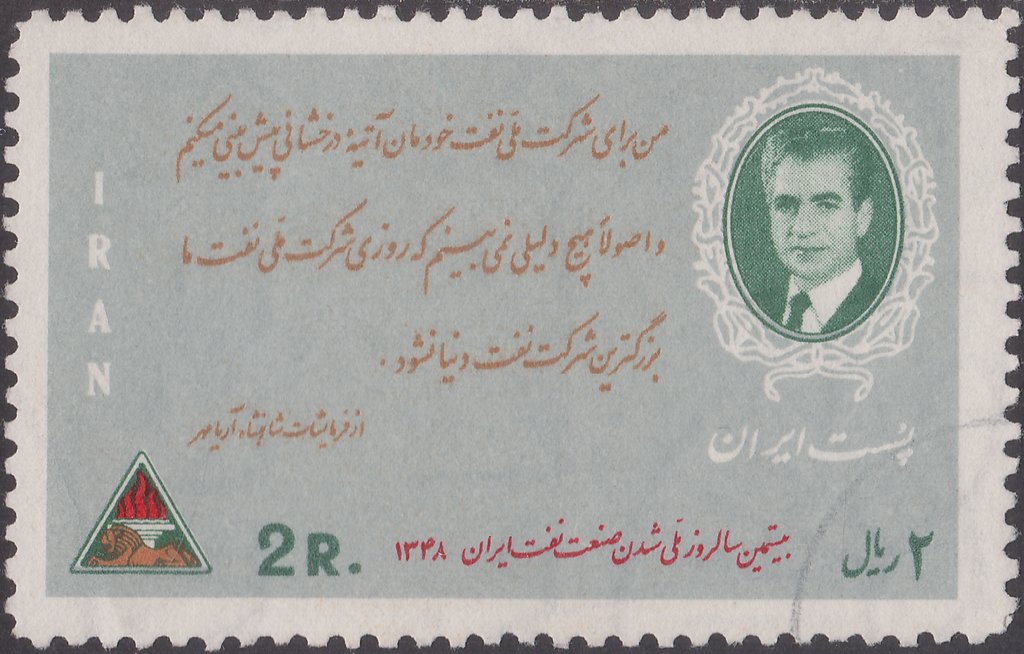 من برای شرکت ملی نفت خودمان آتیهٔ درخشانی پیش بینی میکنم
و اصولاً هیچ دلیلی نمی بینم که روزی شرکت ملی نفت ما
بزرگترین شرکت نفت دنیا نشود .
از فرمایشات شاهنشاه آریامهر
IRAN
پست ایران
2R.
بیستمین سالروز ملی شدن صنعت نفت ایران ۱۳۴۸
۲ ریال